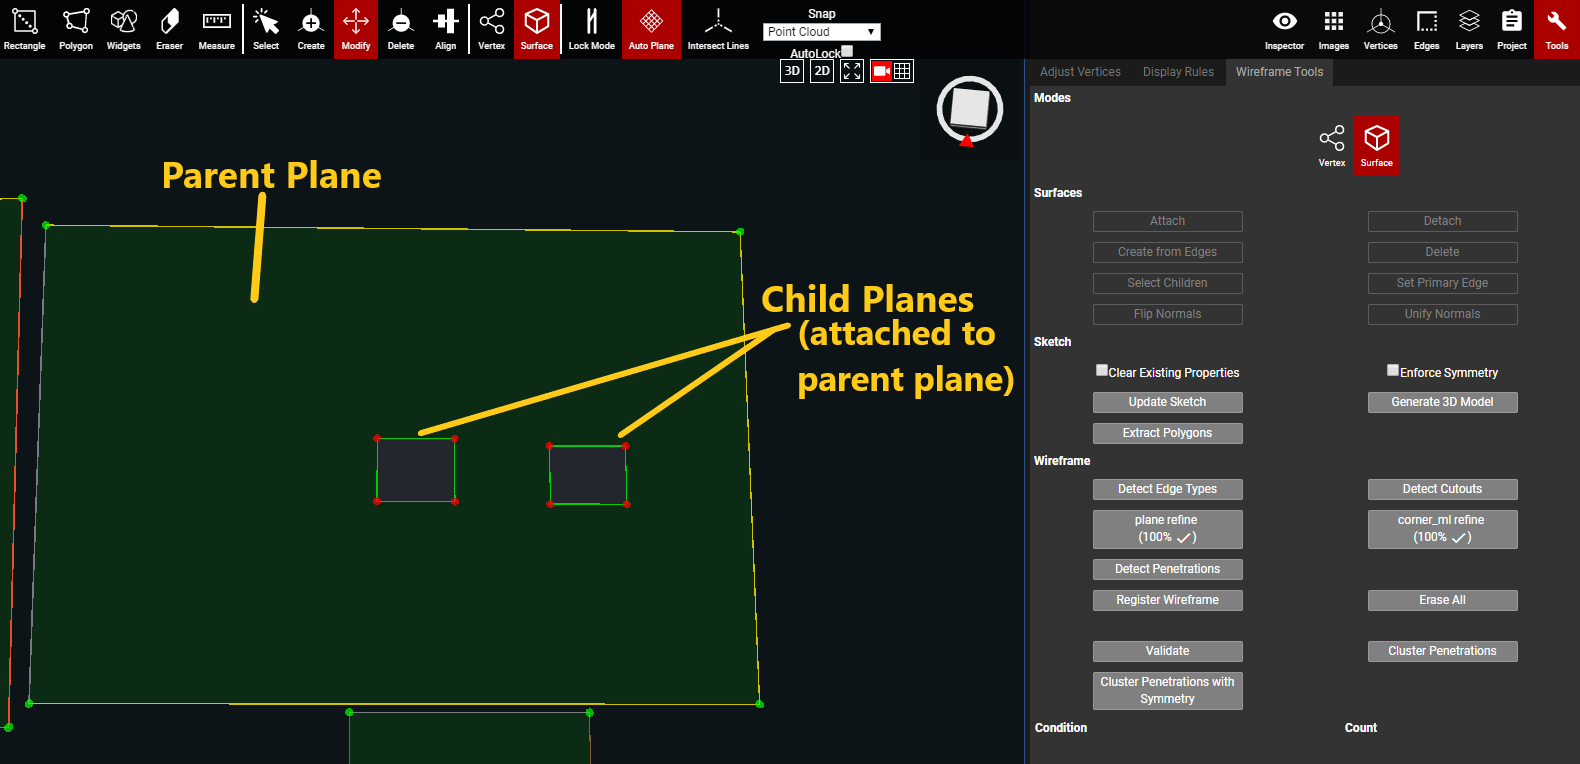 Rectangle Polygon Widgets Eraser Measure Select Create Modify Delete Align Vertex Surface Lock Mode Auto Plane Intersect Lines
Snap
Point Cloud
AutoLock
3D 2D
Inspector Images Vertices Edges Layers Project Tools
Parent Plane
Child Planes
(attached to
parent plane)
Adjust Vertices Display Rules Wireframe Tools
Modes
Vertex Surface
Surfaces
Attach Detach
Create from Edges Delete
Select Children Set Primary Edge
Flip Normals Unify Normals
Sketch
Clear Existing Properties Enforce Symmetry
Update Sketch Generate 3D Model
Extract Polygons
Wireframe
Detect Edge Types Detect Cutouts
plane refine corner_ml refine
(100% ✓) (100% ✓)
Detect Penetrations
Register Wireframe Erase All
Validate Cluster Penetrations
Cluster Penetrations with
Symmetry
Condition Count